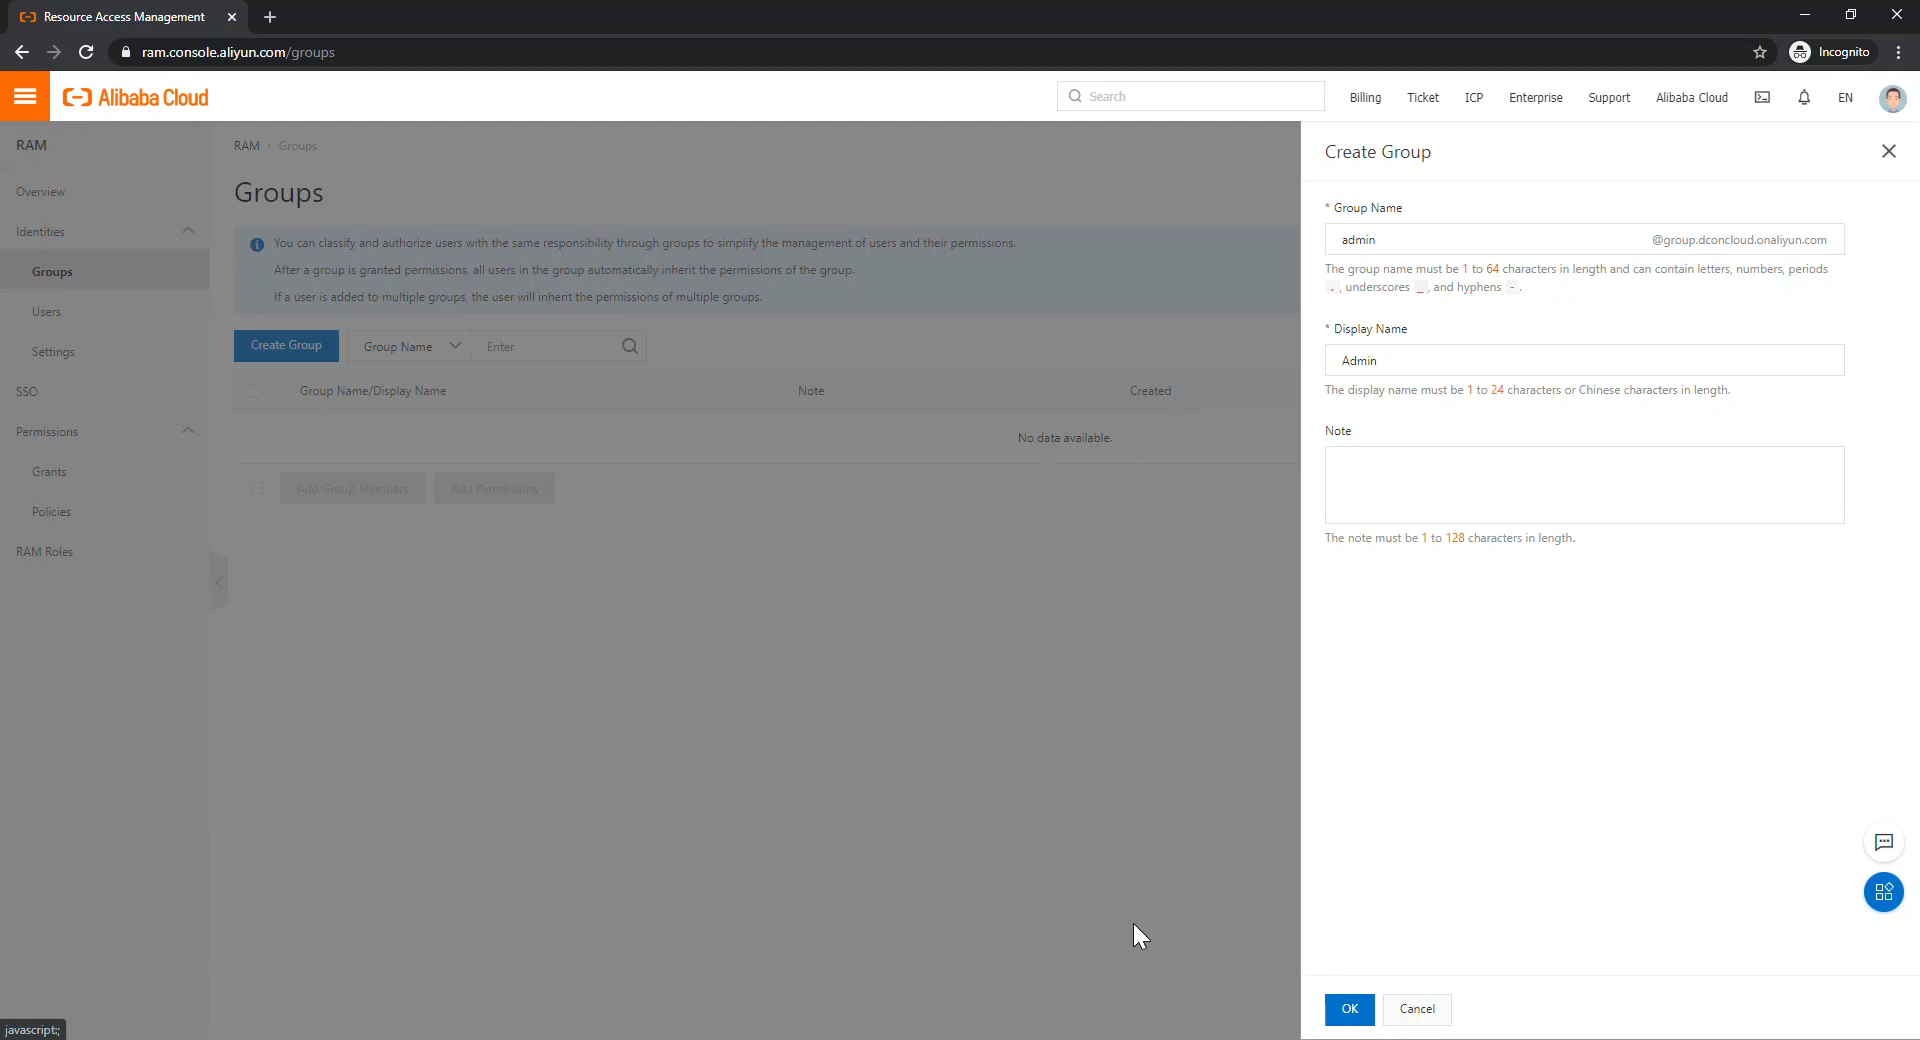 Resource Access Management
ram.console.aliyun.com/groups
Incognito
Alibaba Cloud
Search
Billing
Ticket
ICP
Enterprise
Support
Alibaba Cloud
EN
RAM
Overview
Identities
Groups
Users
Settings
SSO
Permissions
Grants
Policies
RAM Roles
RAM / Groups
Groups
You can classify and authorize users with the same responsibility through groups to simplify the management of users and their permissions.
After a group is granted permissions, all users in the group automatically inherit the permissions of the group.
If a user is added to multiple groups, the user will inherit the permissions of multiple groups.
Create Group
Group Name
Enter
Group Name/Display Name
Note
Created
No data available.
Add Group Members
Add Permissions
Create Group
* Group Name
admin
@group.dconcloud.onaliyun.com
The group name must be 1 to 64 characters in length and can contain letters, numbers, periods
. , underscores _ , and hyphens - .
* Display Name
Admin
The display name must be 1 to 24 characters or Chinese characters in length.
Note
The note must be 1 to 128 characters in length.
OK
Cancel
javascript:;